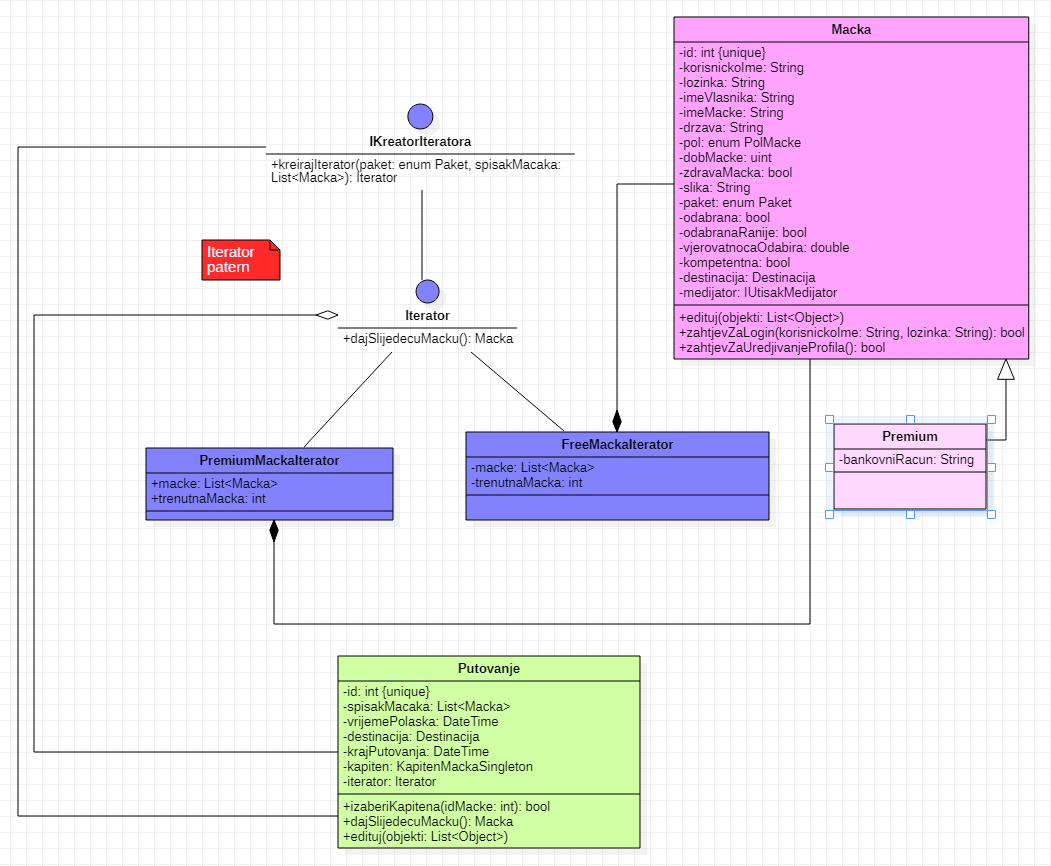 Macka
-id: int {unique}
-korisnickoIme: String
-lozinka: String
-imeVlasnika: String
-imeMacke: String
-drzava: String
-pol: enum PolMacke
-dobMacke: uint
-zdravaMacka: bool
-slika: String
-paket: enum Paket
-odabrana: bool
-odabranaRanije: bool
-vjerovatnocaOdabira: double
-kompetentna: bool
-destinacija: Destinacija
-medijator: IUtisakMedijator
+edituj(objekti: List<Object>)
+zahtjevZaLogin(korisnickoIme: String, lozinka: String): bool
+zahtjevZaUredjivanjeProfila(): bool
IKreatorIteratora
+kreirajIterator(paket: enum Paket, spisakMacaka:
List<Macka>): Iterator
Iterator
patern
Iterator
+dajSlijedecuMacku(): Macka
PremiumMackaIterator
+macke: List<Macka>
+trenutnaMacka: int
FreeMackaIterator
-macke: List<Macka>
-trenutnaMacka: int
Premium
-bankovniRacun: String
Putovanje
-id: int {unique}
-spisakMacaka: List<Macka>
-vrijemePolaska: DateTime
-destinacija: Destinacija
-krajPutovanja: DateTime
-kapiten: KapitenMackaSingleton
-iterator: Iterator
+izaberiKapitena(idMacke: int): bool
+dajSlijedecuMacku(): Macka
+edituj(objekti: List<Object>)